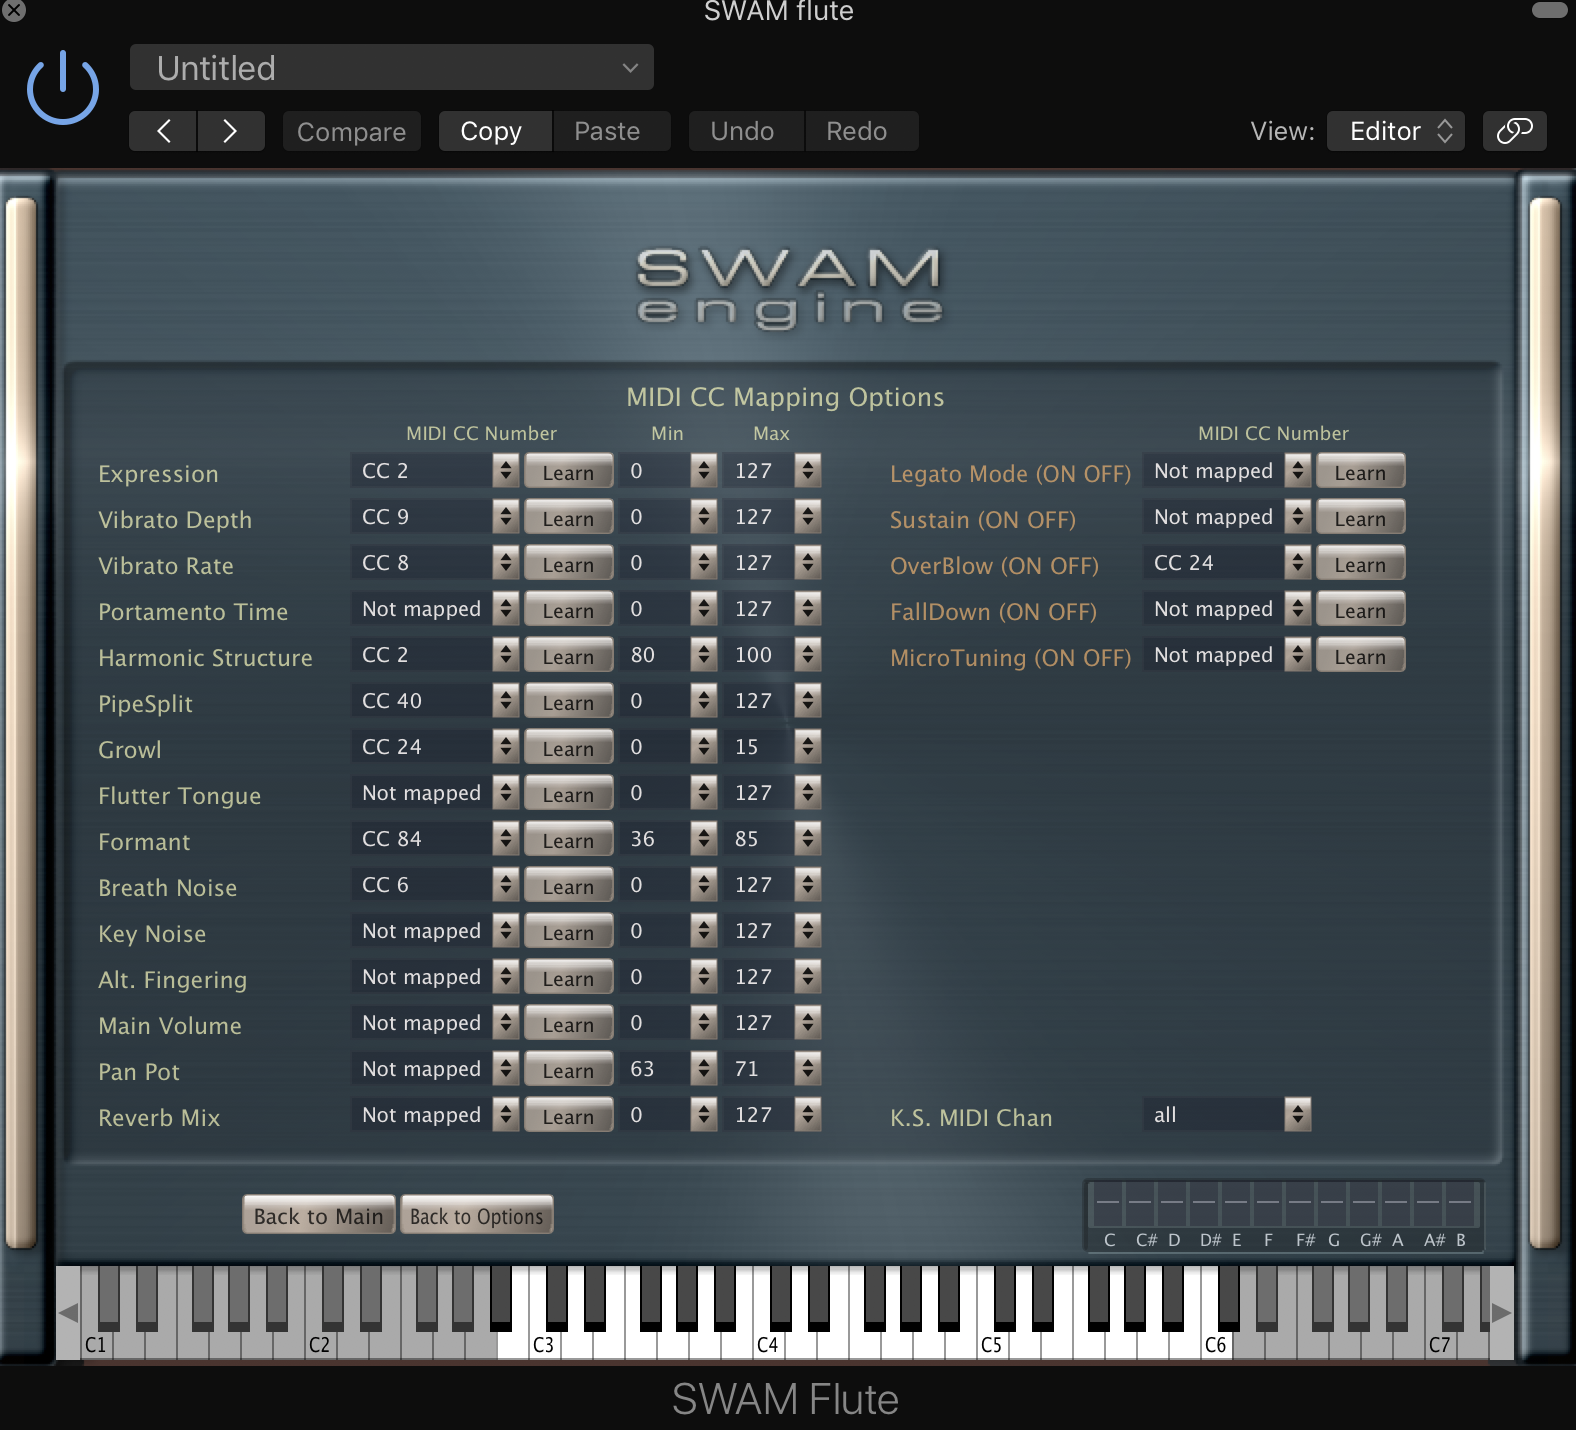 SWAM flute
Untitled
Compare Copy Paste Undo Redo View: Editor
SWAM
engine
MIDI CC Mapping Options
MIDI CC Number Min Max MIDI CC Number
Expression CC 2 Learn 0 127 Legato Mode (ON OFF) Not mapped Learn
Vibrato Depth CC 9 Learn 0 127 Sustain (ON OFF) Not mapped Learn
Vibrato Rate CC 8 Learn 0 127 OverBlow (ON OFF) CC 24 Learn
Portamento Time Not mapped Learn 0 127 FallDown (ON OFF) Not mapped Learn
Harmonic Structure CC 2 Learn 80 100 MicroTuning (ON OFF) Not mapped Learn
PipeSplit CC 40 Learn 0 127
Growl CC 24 Learn 0 15
Flutter Tongue Not mapped Learn 0 127
Formant CC 84 Learn 36 85
Breath Noise CC 6 Learn 0 127
Key Noise Not mapped Learn 0 127
Alt. Fingering Not mapped Learn 0 127
Main Volume Not mapped Learn 0 127
Pan Pot Not mapped Learn 63 71
Reverb Mix Not mapped Learn 0 127 K.S. MIDI Chan all
Back to Main Back to Options
C C# D D# E F F# G G# A A# B
C1 C2 C3 C4 C5 C6 C7
SWAM Flute